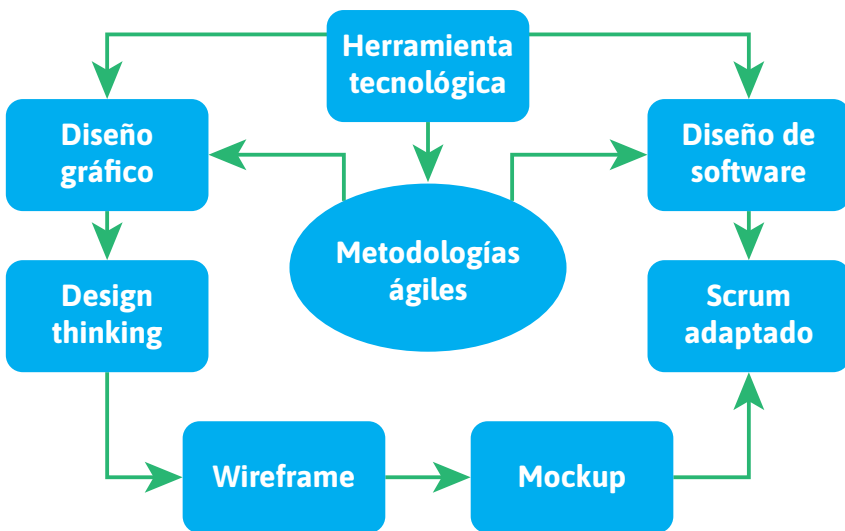 Herramienta
tecnológica
Diseño
gráfico
Diseño de
software
Metodologías
ágiles
Design
thinking
Scrum
adaptado
Wireframe
Mockup